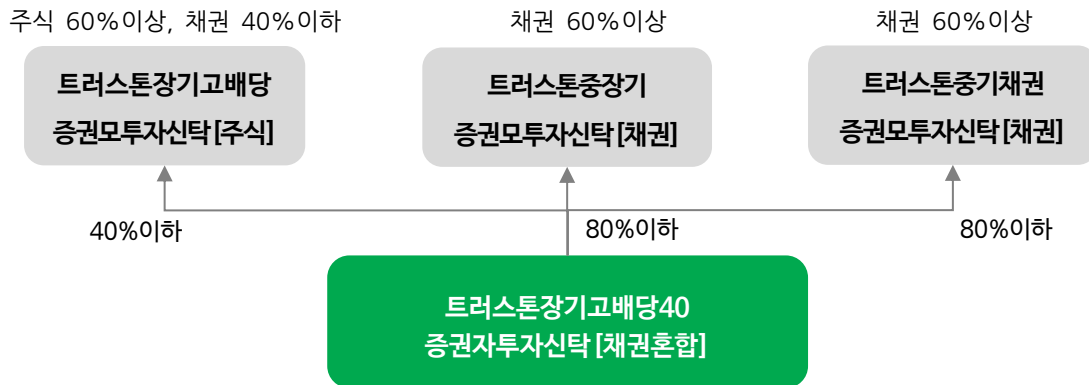 주식 60%이상, 채권 40%이하
채권 60%이상
채권 60%이상
트러스톤장기고배당
증권모투자신탁[주식]
트러스톤중장기
증권모투자신탁[채권]
트러스톤중기채권
증권모투자신탁[채권]
40%이하
80%이하
80%이하
트러스톤장기고배당40
증권자투자신탁[채권혼합]